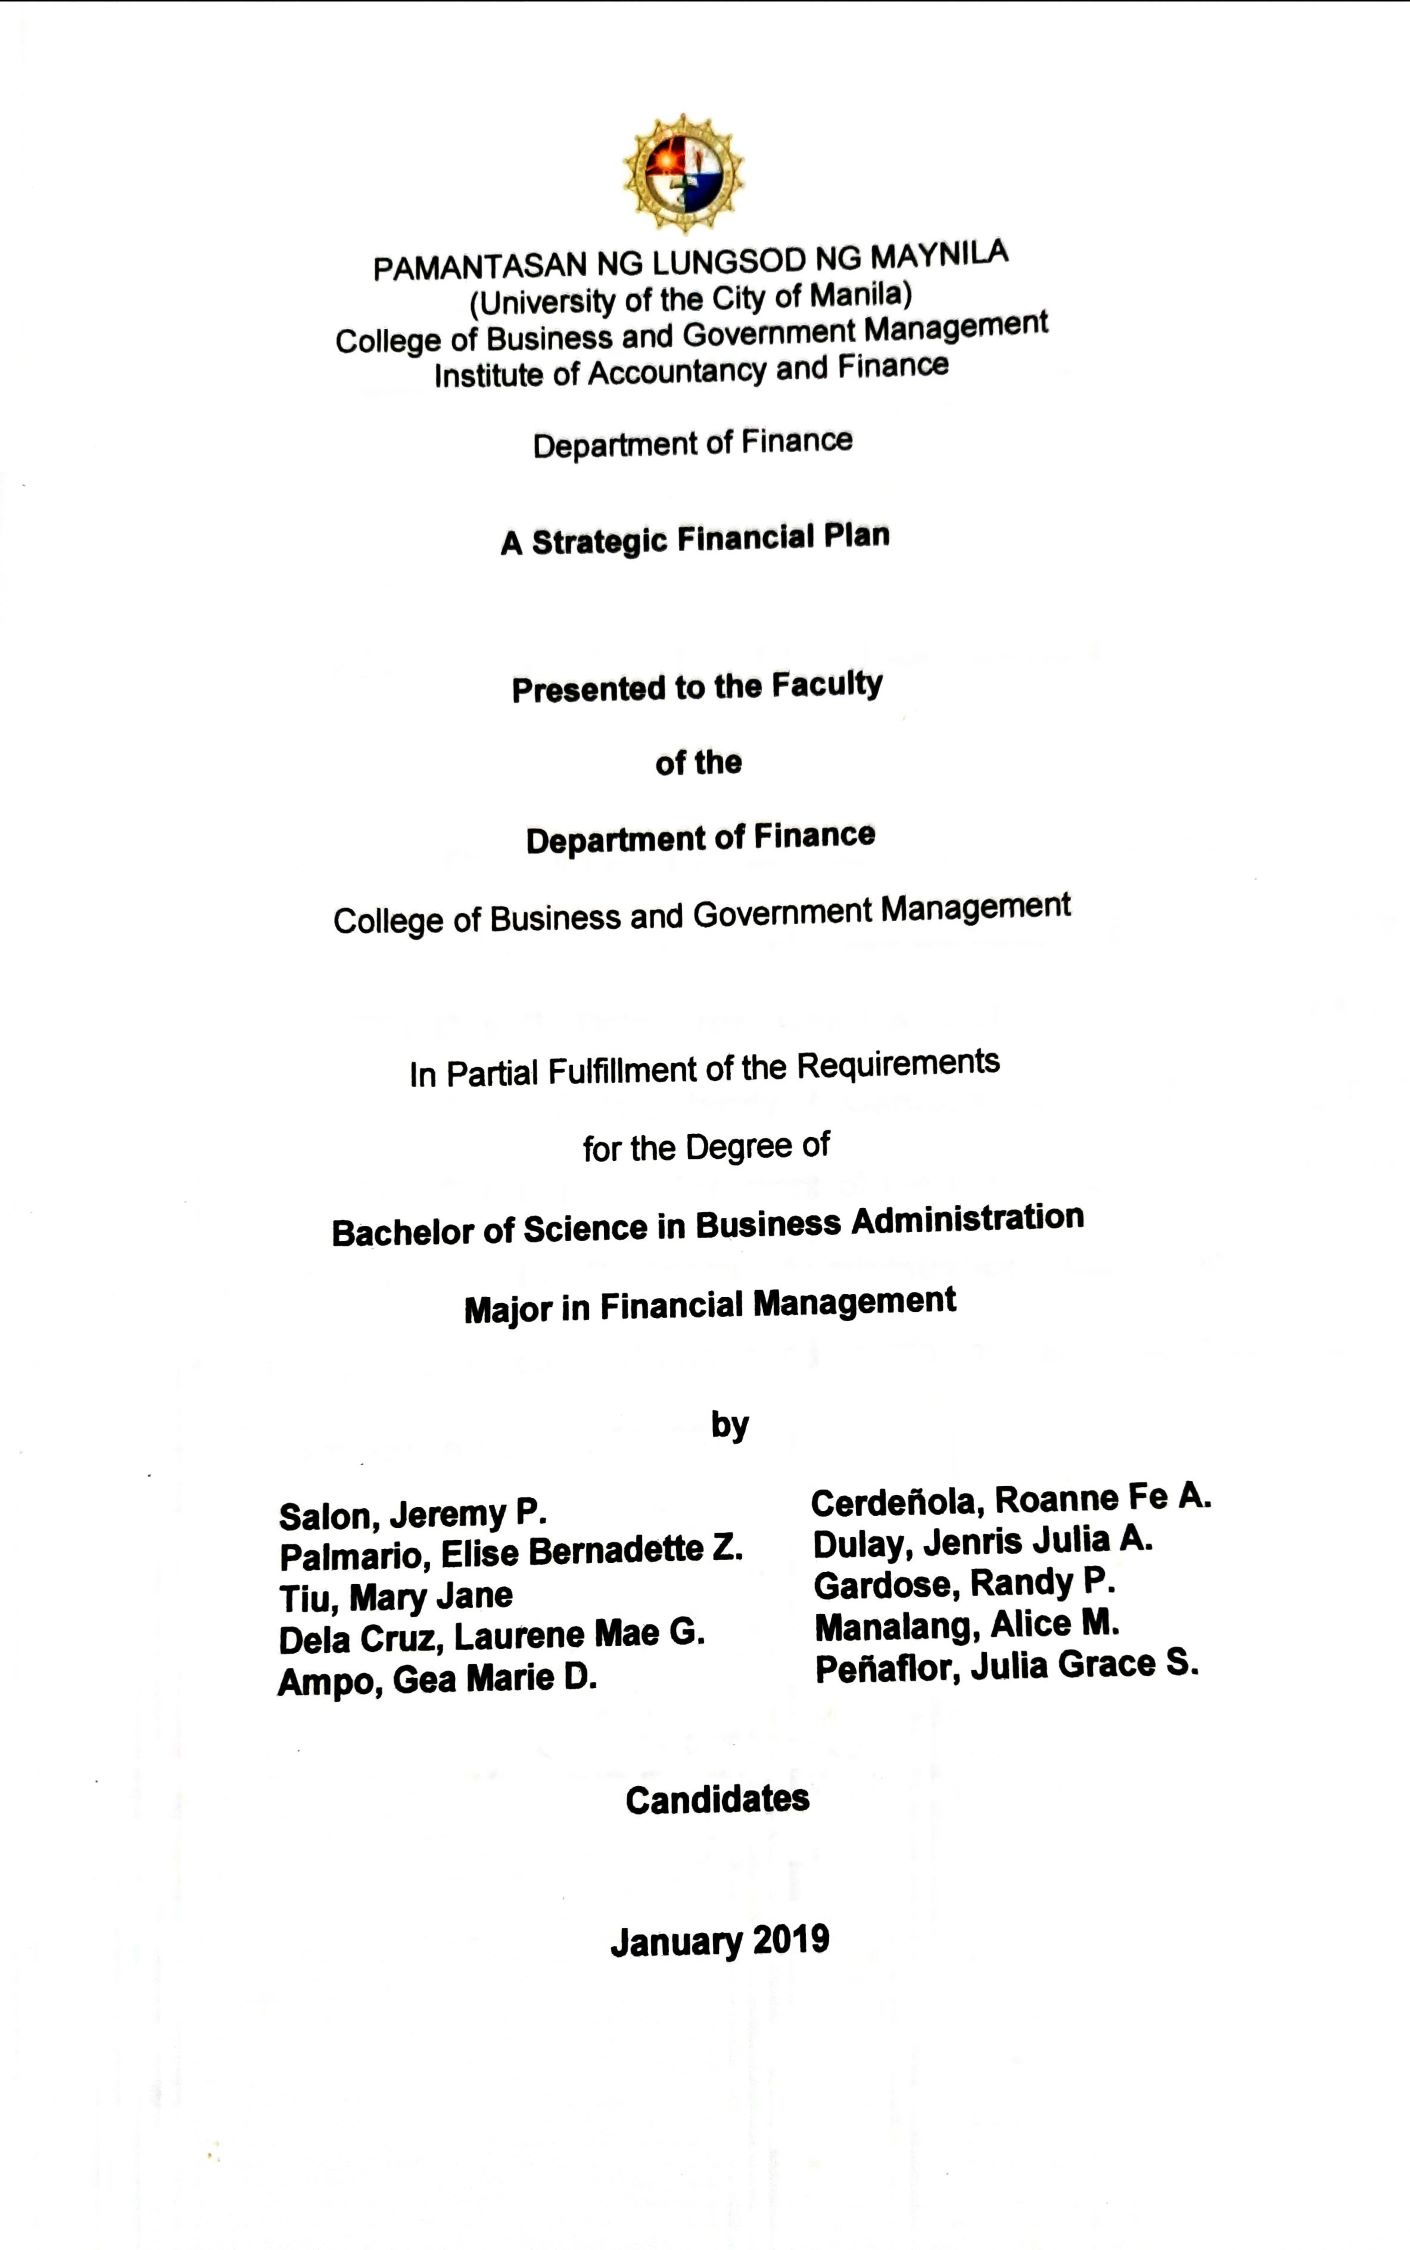 PAMANTASAN NG LUNGSOD NG MAYNILA
(University of the City of Manila)
College of Business and Government Management
Institute of Accountancy and Finance
Department of Finance
A Strategic Financial Plan
Presented to the Faculty
of the
Department of Finance
College of Business and Government Management
In Partial Fulfillment of the Requirements
for the Degree of
Bachelor of Science in Business Administration
Major in Financial Management
by
Salon, Jeremy P.
Palmario, Elise Bernadette Z.
Tiu, Mary Jane
Dela Cruz, Laurene Mae G.
Ampo, Gea Marie D.
Cerdeñola, Roanne Fe A.
Dulay, Jenris Julia A.
Gardose, Randy P.
Manalang, Alice M.
Peñaflor, Julia Grace S.
Candidates
January 2019